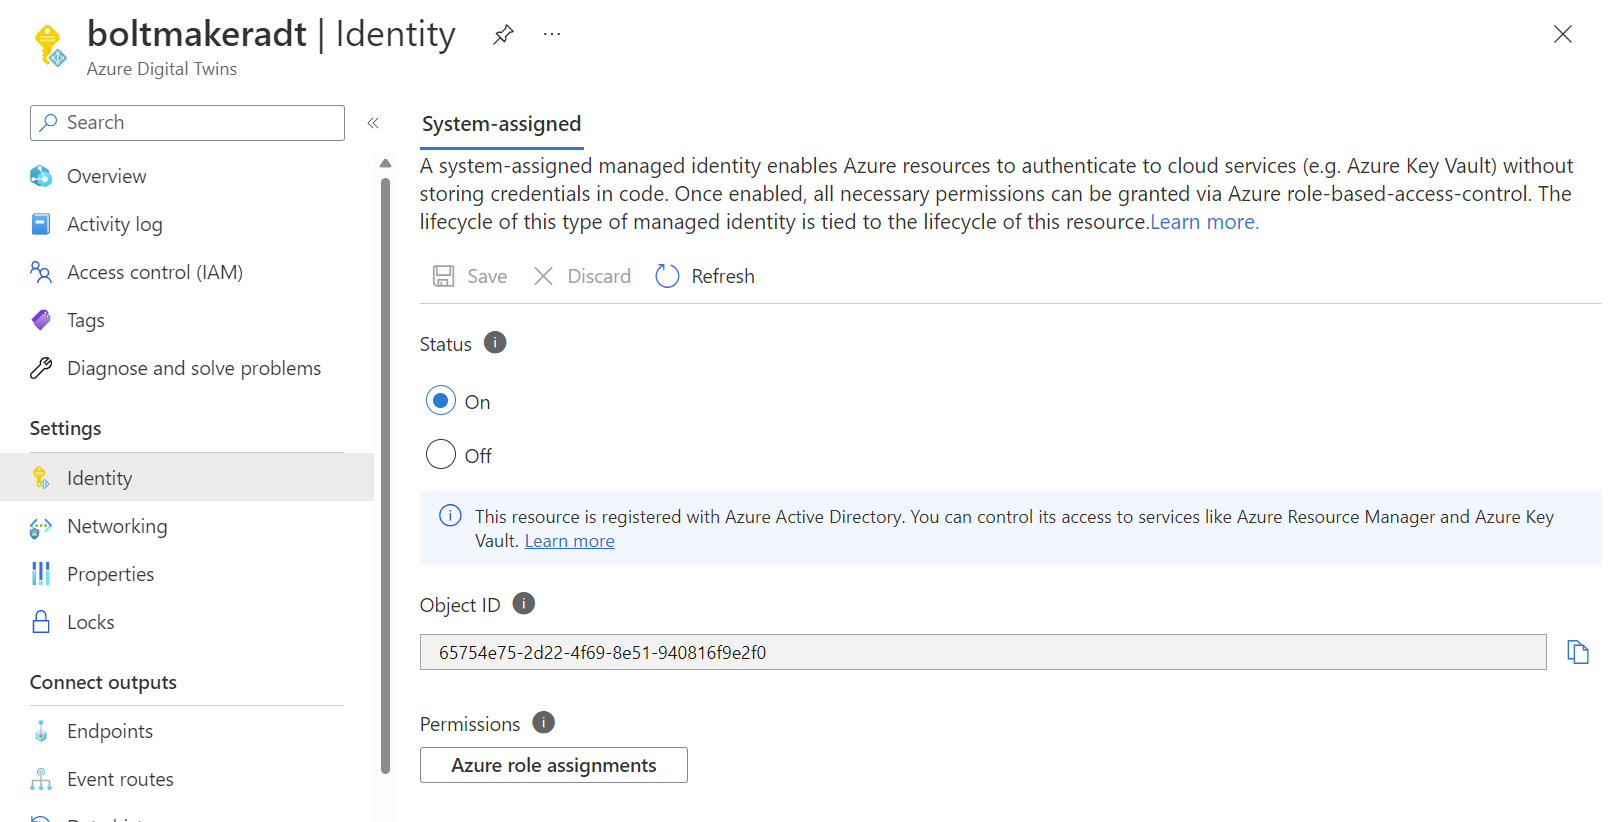 boltmakeradt | Identity
Azure Digital Twins
Search
Overview
Activity log
Access control (IAM)
Tags
Diagnose and solve problems
Settings
Identity
Networking
Properties
Locks
Connect outputs
Endpoints
Event routes
System-assigned
A system-assigned managed identity enables Azure resources to authenticate to cloud services (e.g. Azure Key Vault) without
storing credentials in code. Once enabled, all necessary permissions can be granted via Azure role-based-access-control. The
lifecycle of this type of managed identity is tied to the lifecycle of this resource.Learn more.
Save Discard Refresh
Status
On
Off
This resource is registered with Azure Active Directory. You can control its access to services like Azure Resource Manager and Azure Key
Vault. Learn more
Object ID
65754e75-2d22-4f69-8e51-940816f9e2f0
Permissions
Azure role assignments